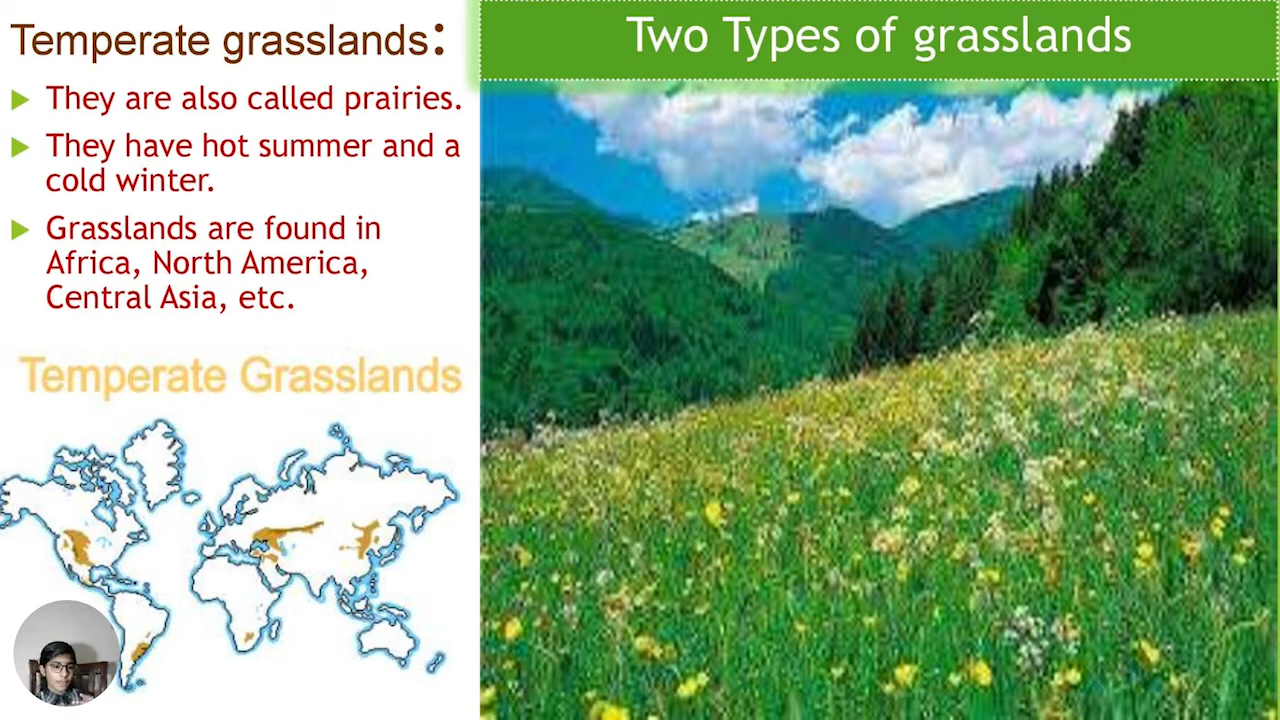 Temperate grasslands:
They are also called prairies.
They have hot summer and a
cold winter.
Grasslands are found in
Africa, North America,
Central Asia, etc.
Temperate Grasslands
Two Types of grasslands